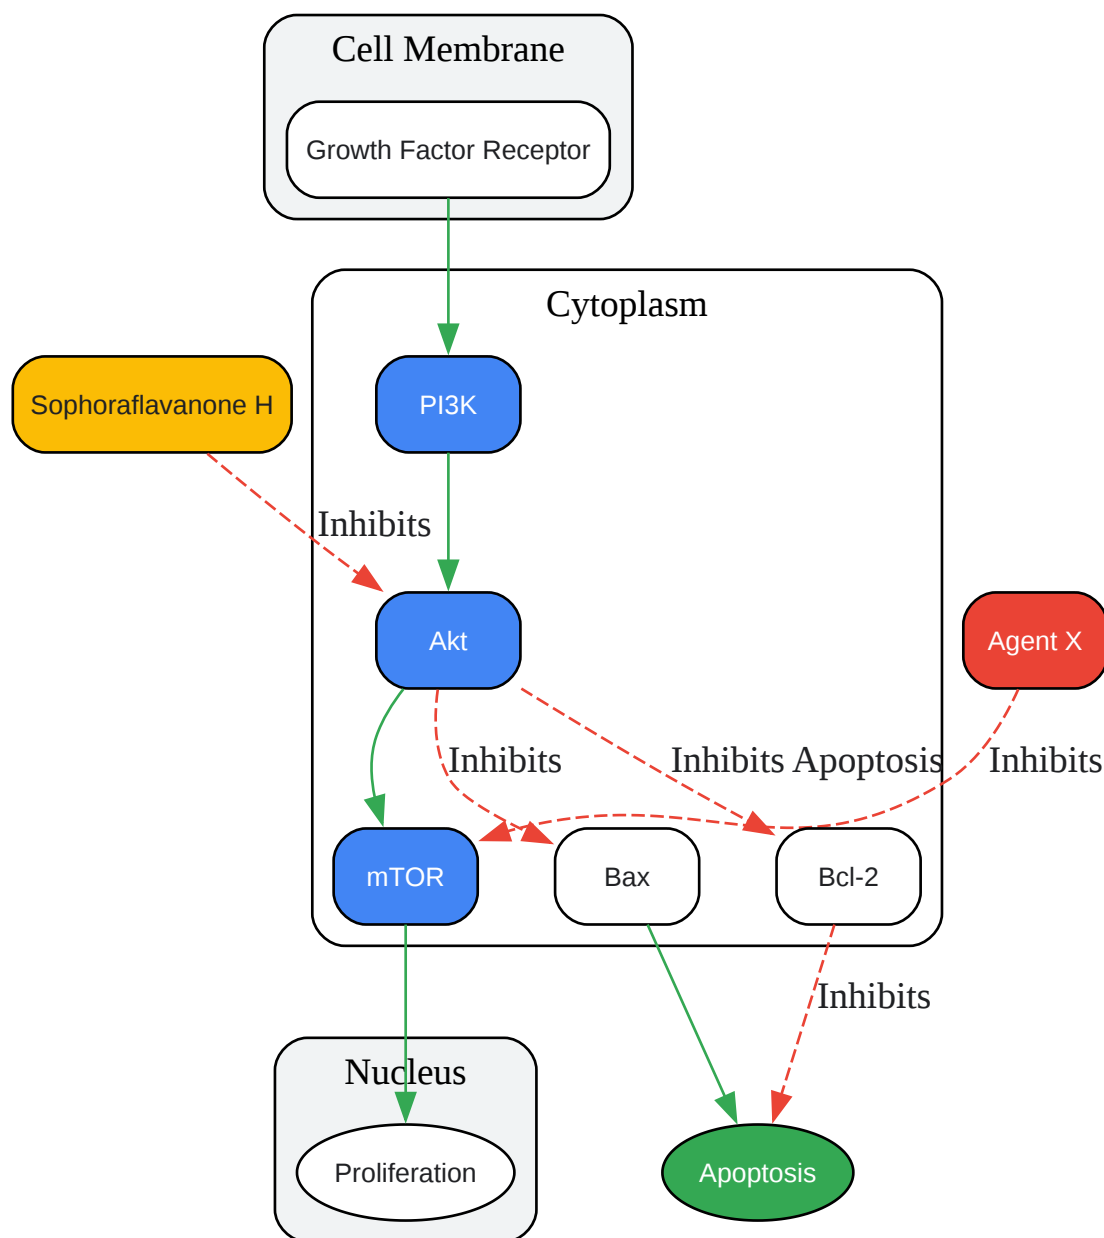 Cell Membrane
Growth Factor Receptor
Cytoplasm
Sophoraflavanone H
PI3K
Inhibits
Akt
Agent X
Inhibits
Inhibits Apoptosis
Inhibits
mTOR
Bax
Bcl-2
Inhibits
Nucleus
Proliferation
Apoptosis